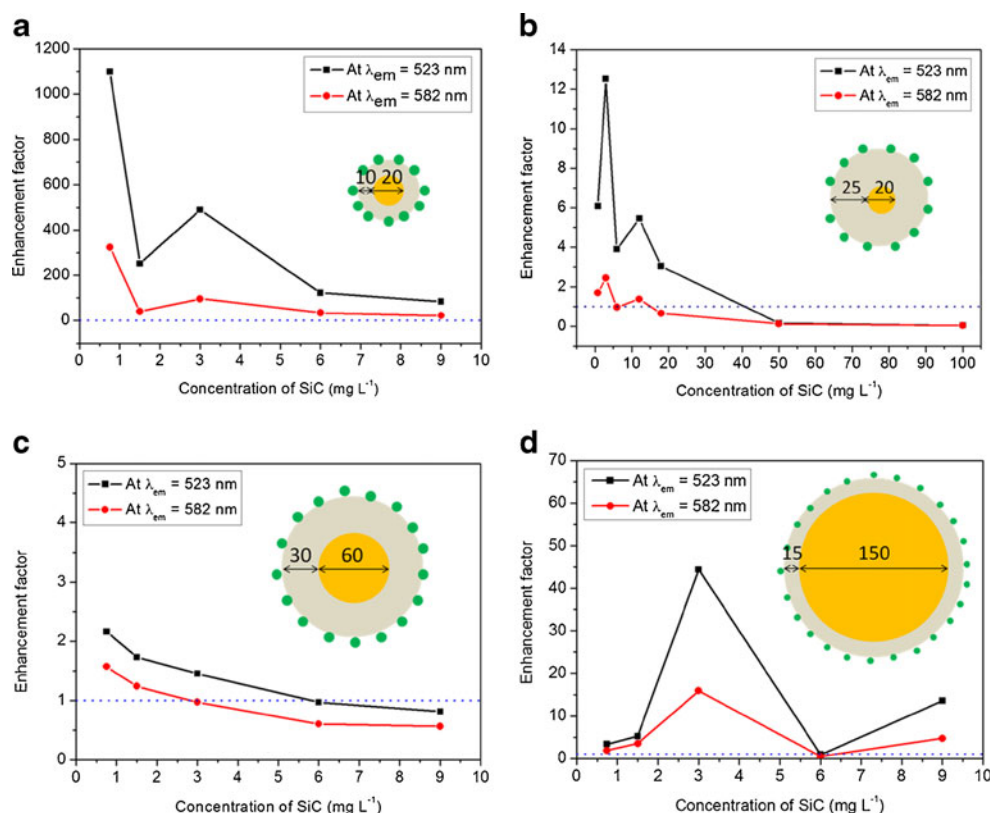 a
1200
1000
800
600
400
200
0
Enhancement factor
At λem = 523 nm
At λem = 582 nm
10 20
0 1 2 3 4 5 6 7 8 9 10
Concentration of SiC (mg L⁻¹)
b
14
12
10
8
6
4
2
0
Enhancement factor
At λem = 523 nm
At λem = 582 nm
25 20
0 10 20 30 40 50 60 70 80 90 100
Concentration of SiC (mg L⁻¹)
c
5
4
3
2
1
0
Enhancement factor
At λem = 523 nm
At λem = 582 nm
30 60
0 1 2 3 4 5 6 7 8 9 10
Concentration of SiC (mg L⁻¹)
d
70
60
50
40
30
20
10
0
Enhancement factor
At λem = 523 nm
At λem = 582 nm
15 150
0 1 2 3 4 5 6 7 8 9 10
Concentration of SiC (mg L⁻¹)